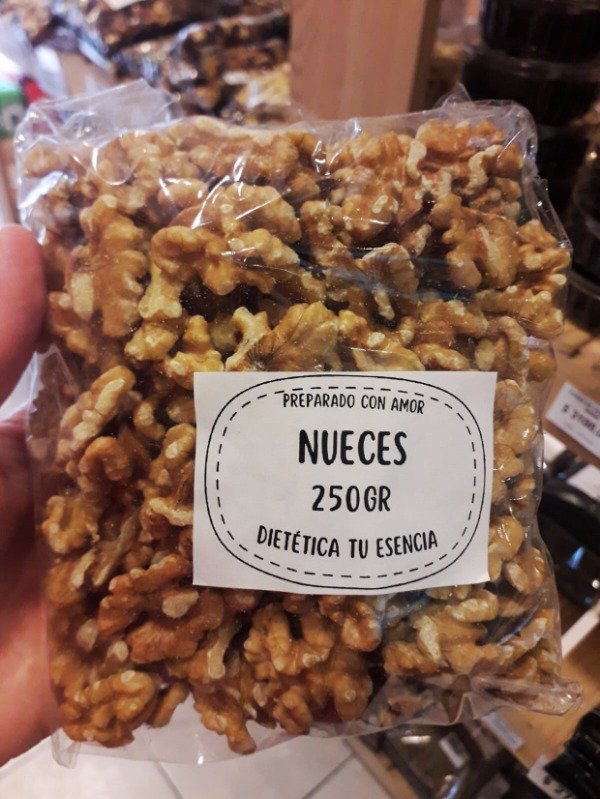 PREPARADO CON AMOR
NUECES
250GR
DIETÉTICA TU ESENCIA